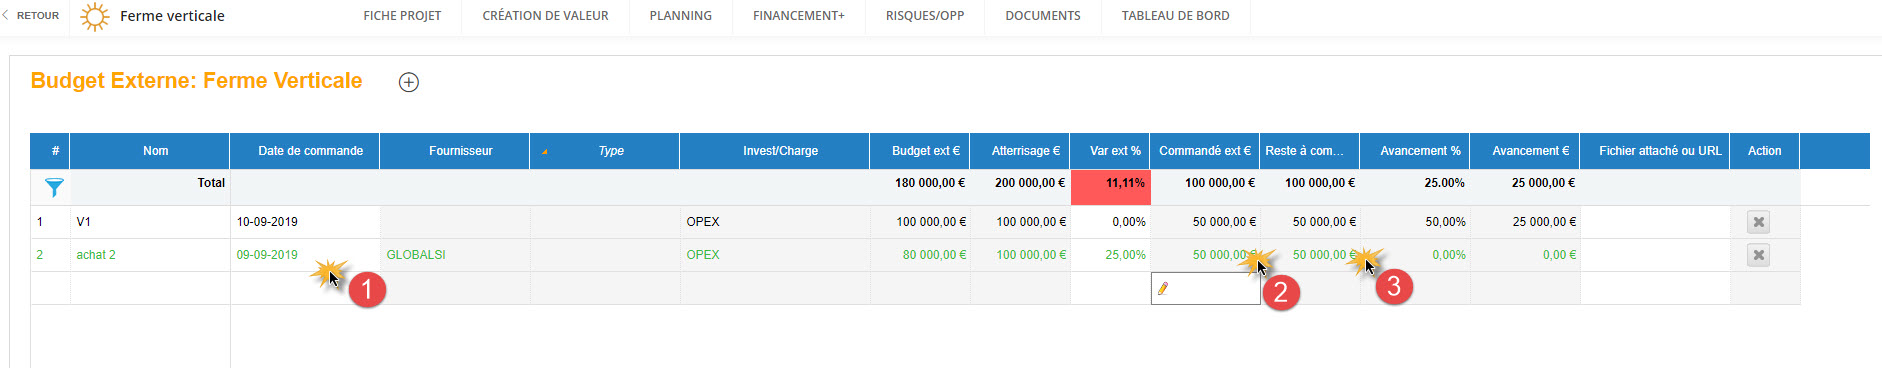 RETOUR Ferme verticale FICHE PROJET CRÉATION DE VALEUR PLANNING FINANCEMENT+ RISQUES/OPP DOCUMENTS TABLEAU DE BORD
Budget Externe: Ferme Verticale
# Nom Date de commande Fournisseur Type Invest/Charge Budget ext € Atterrisage € Var ext % Commandé ext € Reste à com... Avancement % Avancement € Fichier attaché ou URL Action
Total 180 000,00 € 200 000,00 € 11,11% 100 000,00 € 100 000,00 € 25.00% 25 000,00 €
1 V1 10-09-2019 OPEX 100 000,00 € 100 000,00 € 0,00% 50 000,00 € 50 000,00 € 50,00% 25 000,00 €
2 achat 2 09-09-2019 GLOBALSI OPEX 80 000,00 € 100 000,00 € 25,00% 50 000,00 € 50 000,00 € 0,00% 0,00 €
1 2 3